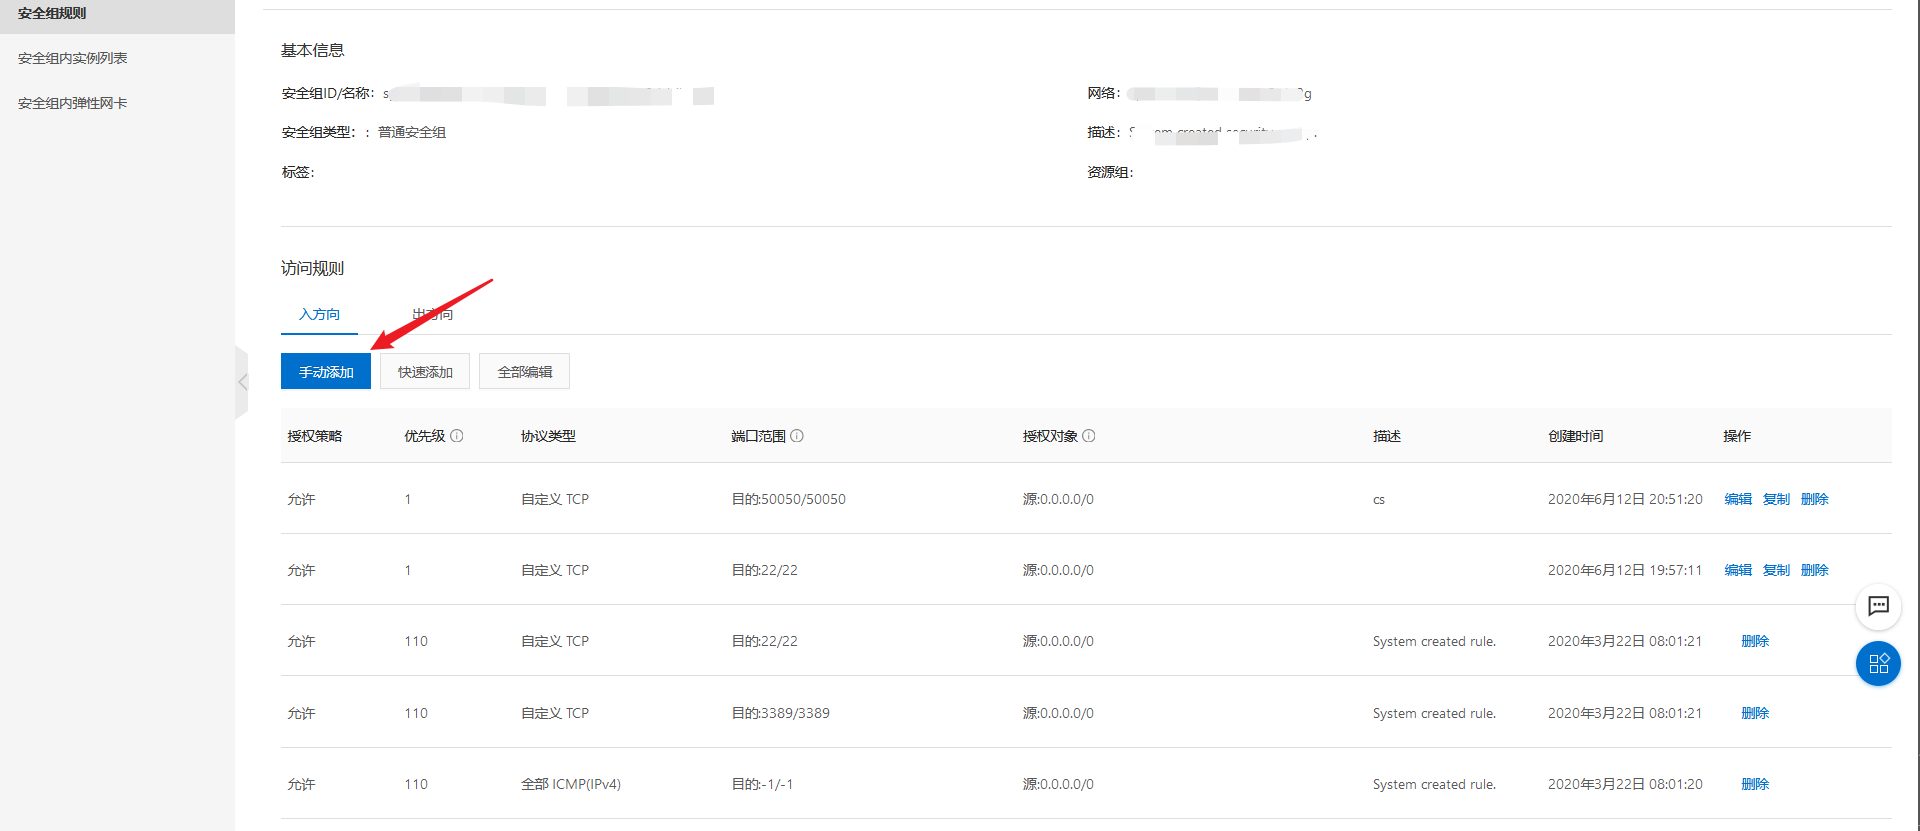 安全组规则
安全组内实例列表
安全组内弹性网卡
基本信息
安全组ID/名称： s
网络：
安全组类型： ：普通安全组
描述：
标签：
资源组：
访问规则
入方向 出方向
手动添加 快速添加 全部编辑
授权策略 优先级 协议类型 端口范围 授权对象 描述 创建时间 操作
允许 1 自定义 TCP 目的:50050/50050 源:0.0.0.0/0 cs 2020年6月12日 20:51:20 编辑 复制 删除
允许 1 自定义 TCP 目的:22/22 源:0.0.0.0/0 2020年6月12日 19:57:11 编辑 复制 删除
允许 110 自定义 TCP 目的:22/22 源:0.0.0.0/0 System created rule. 2020年3月22日 08:01:21 删除
允许 110 自定义 TCP 目的:3389/3389 源:0.0.0.0/0 System created rule. 2020年3月22日 08:01:21 删除
允许 110 全部 ICMP(IPv4) 目的:-1/-1 源:0.0.0.0/0 System created rule. 2020年3月22日 08:01:20 删除